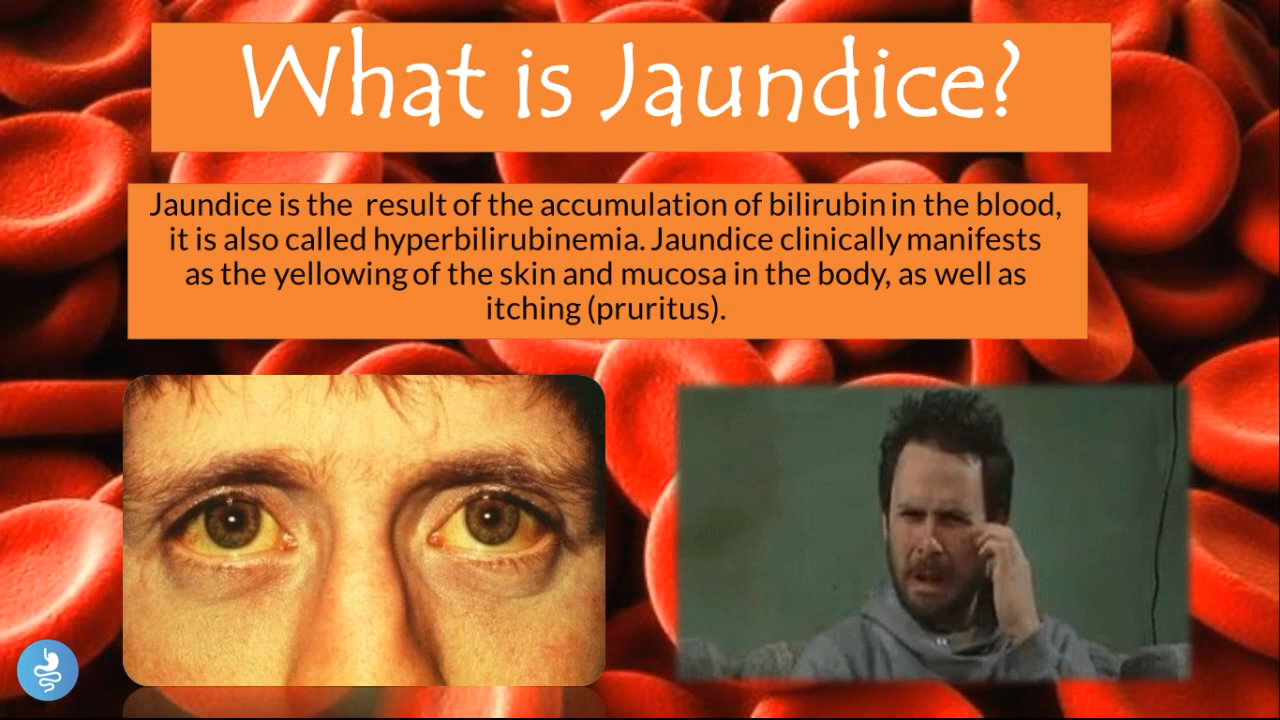 What is Jaundice?
Jaundice is the result of the accumulation of bilirubin in the blood,
it is also called hyperbilirubinemia. Jaundice clinically manifests
as the yellowing of the skin and mucosa in the body, as well as
itching (pruritus).